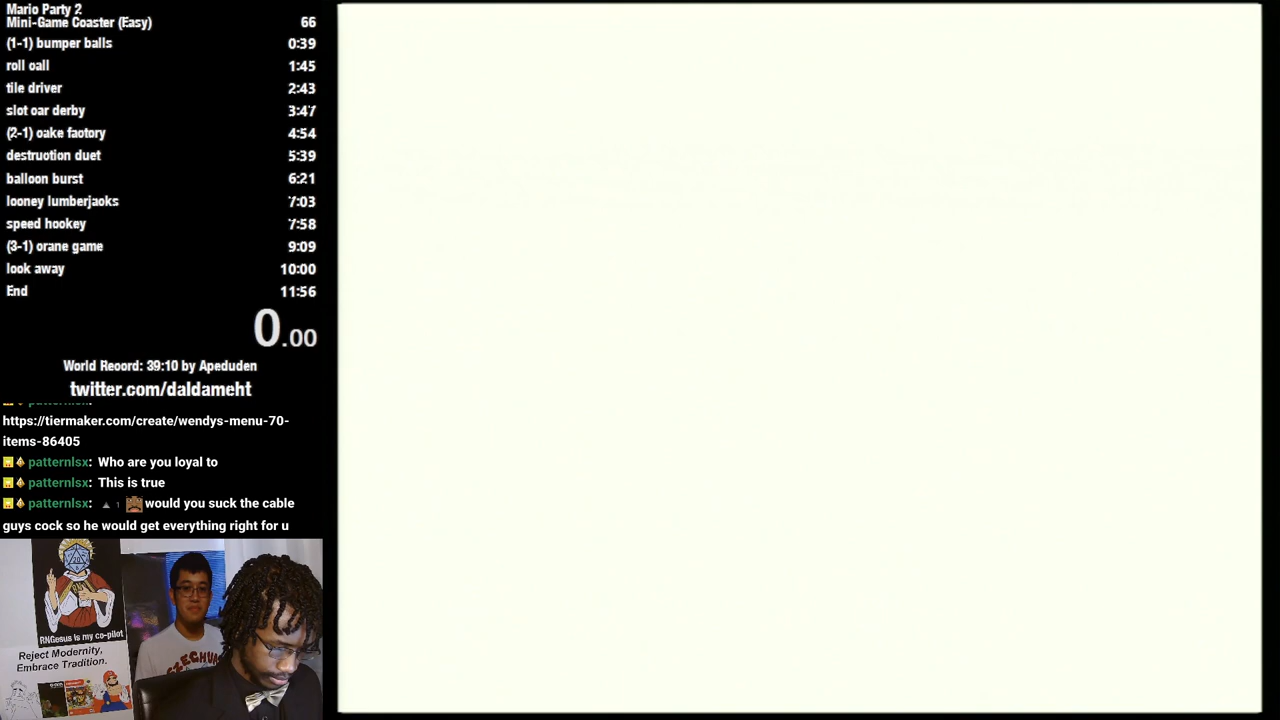 Mario Party 2
Mini-Game Coaster (Easy) 66
(1-1) bumper balls 0:39
roll oall 1:45
tile driver 2:43
slot oar derby 3:47
(2-1) oake faotory 4:54
destruotion duet 5:39
balloon burst 6:21
looney lumberjaoks 7:03
speed hookey 7:58
(3-1) orane game 9:09
look away 10:00
End 11:56
0.00
World Reoord: 39:10 by Apeduden
twitter.com/daldameht
https://tiermaker.com/create/wendys-menu-70-
items-86405
patternlsx: Who are you loyal to
patternlsx: This is true
patternlsx: 1 would you suck the cable
guys cock so he would get everything right for u
RNGesus is my co-pilot
Reject Modernity,
Embrace Tradition.